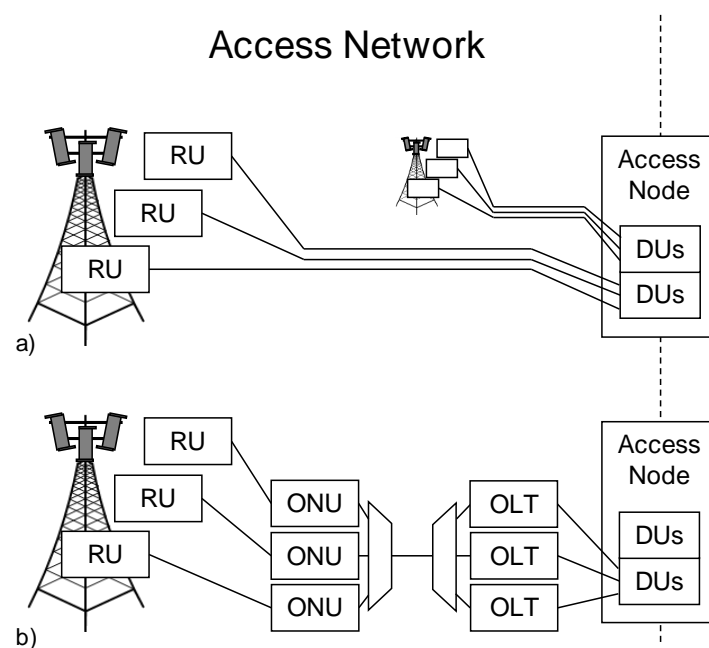 Access Network
RU
RU
RU
Access
Node
DUs
DUs
a)
RU
RU
RU
ONU
ONU
ONU
OLT
OLT
OLT
Access
Node
DUs
DUs
b)